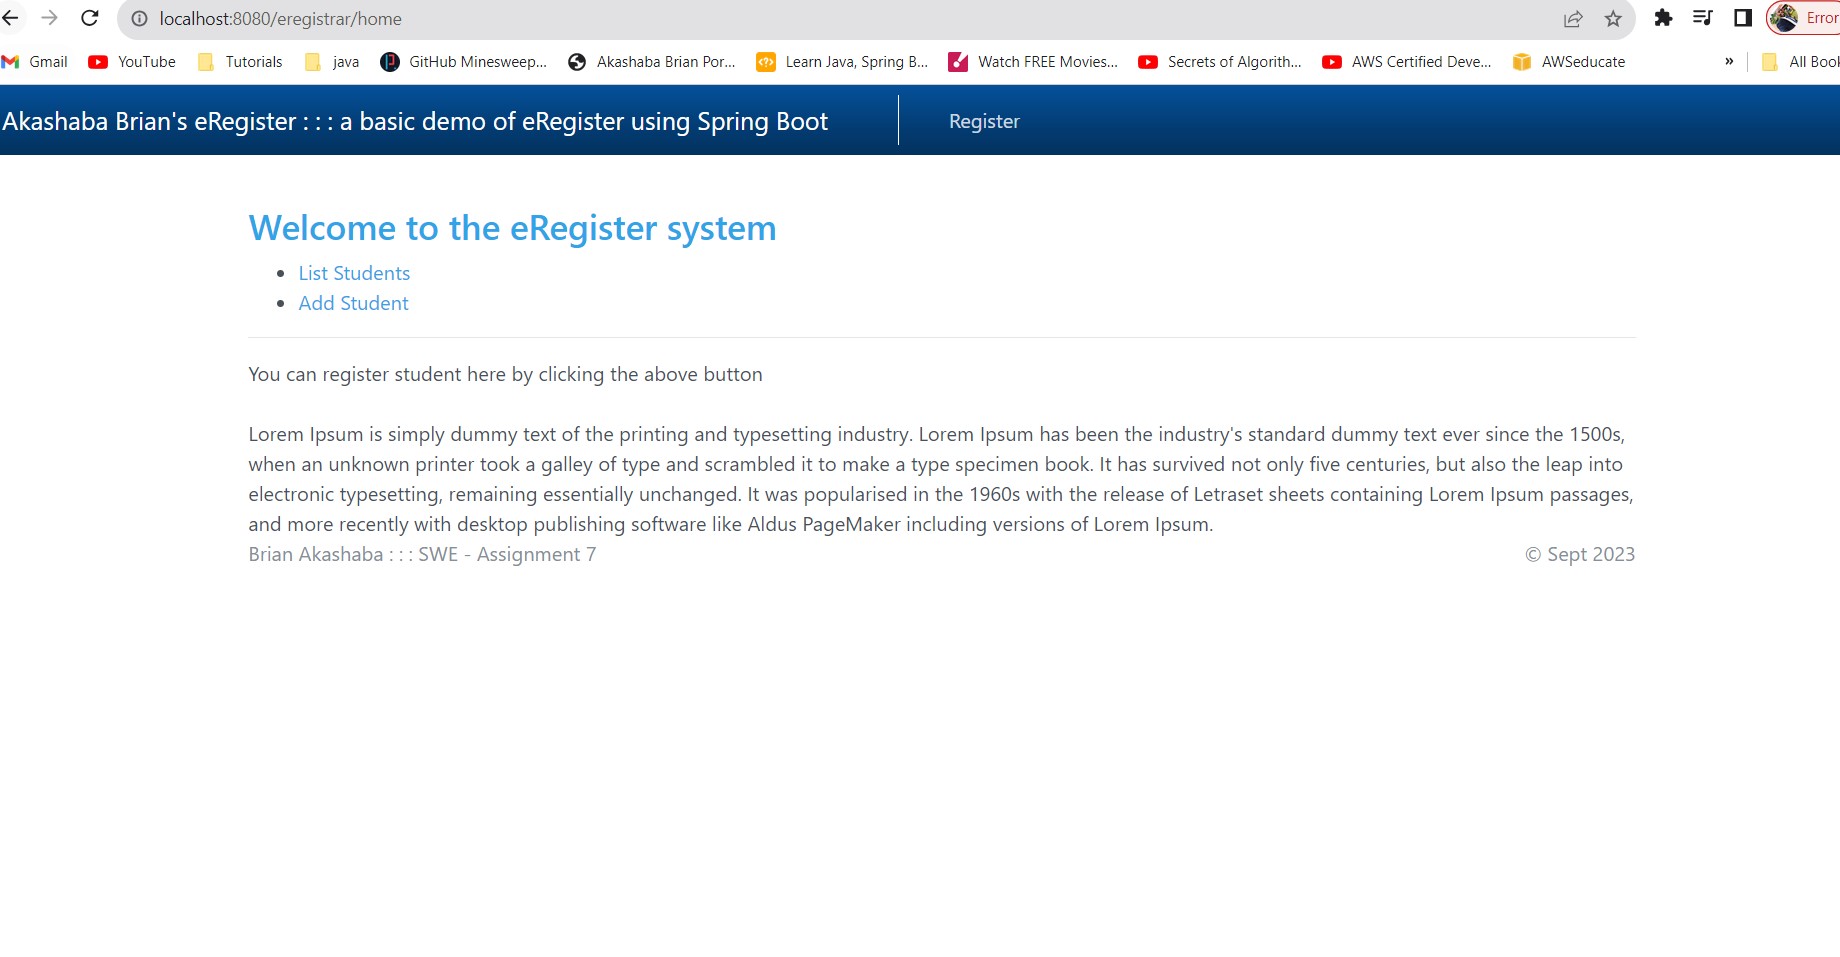 localhost:8080/eregistrar/home
Error
Gmail YouTube Tutorials java GitHub Minesweep... Akashaba Brian Por... Learn Java, Spring B... Watch FREE Movies... Secrets of Algorith... AWS Certified Deve... AWSeducate » All Book
Akashaba Brian's eRegister : : : a basic demo of eRegister using Spring Boot Register
Welcome to the eRegister system
List Students
Add Student
You can register student here by clicking the above button
Lorem Ipsum is simply dummy text of the printing and typesetting industry. Lorem Ipsum has been the industry's standard dummy text ever since the 1500s,
when an unknown printer took a galley of type and scrambled it to make a type specimen book. It has survived not only five centuries, but also the leap into
electronic typesetting, remaining essentially unchanged. It was popularised in the 1960s with the release of Letraset sheets containing Lorem Ipsum passages,
and more recently with desktop publishing software like Aldus PageMaker including versions of Lorem Ipsum.
Brian Akashaba : : : SWE - Assignment 7 © Sept 2023